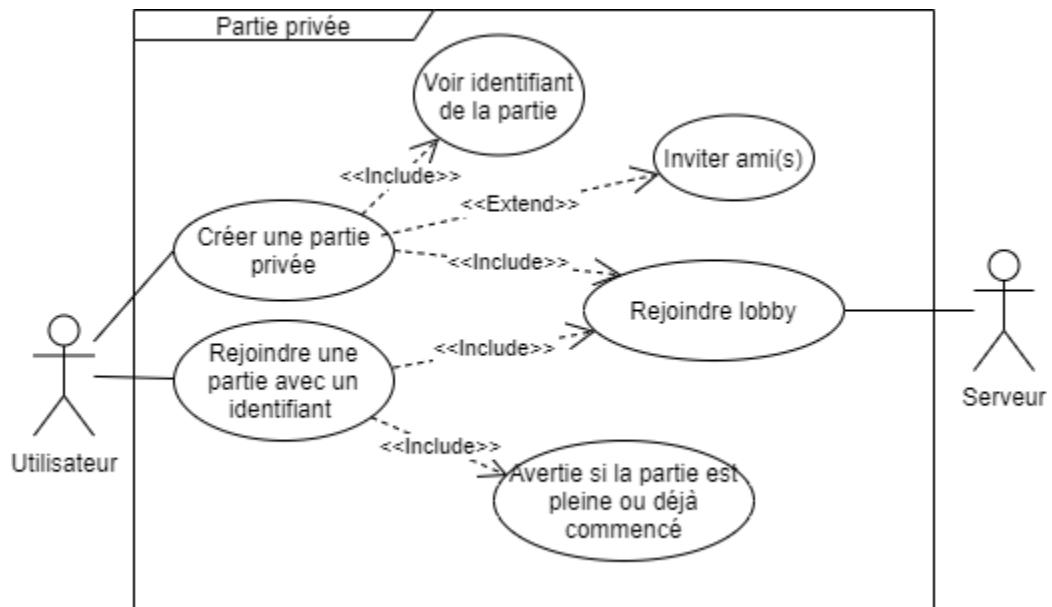 Partie privée
Voir identifiant
de la partie
Inviter ami(s)
<<Include>>
<<Extend>>
Créer une partie
privée
<<Include>>
Rejoindre lobby
Rejoindre une
partie avec un
identifiant
<<Include>>
Serveur
<<Include>>
Utilisateur
Avertie si la partie est
pleine ou déjà
commencé